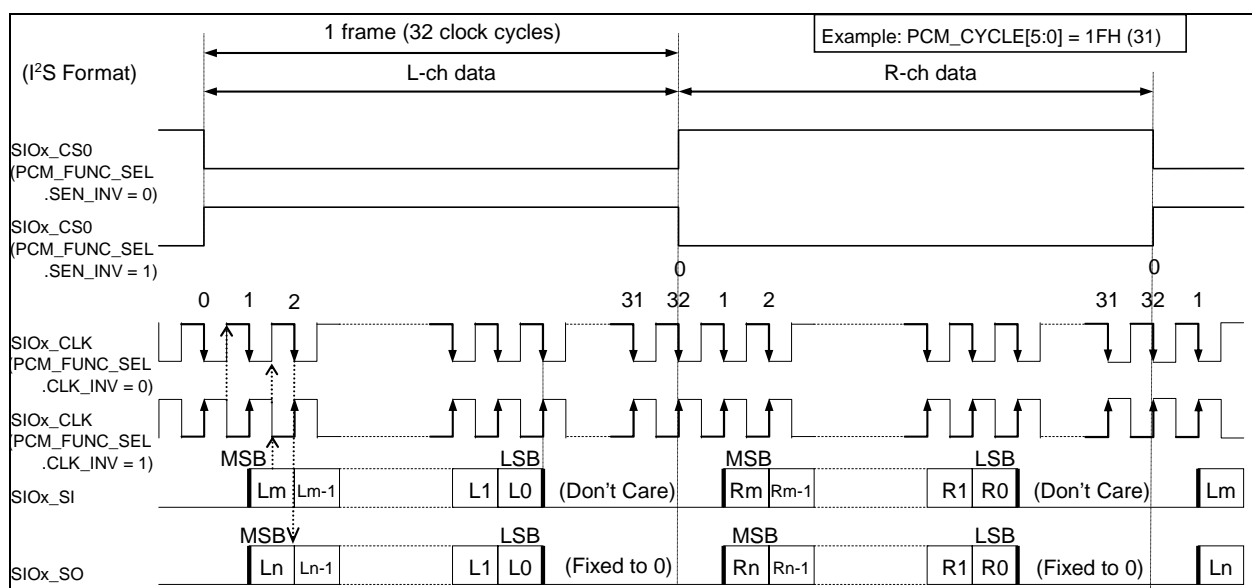 1 frame (32 clock cycles)
Example: PCM_CYCLE[5:0] = 1FH (31)
(I²S Format)
L-ch data
R-ch data
SIOx_CS0
(PCM_FUNC_SEL
.SEN_INV = 0)
SIOx_CS0
(PCM_FUNC_SEL
.SEN_INV = 1)
0 0
0 1 2 31 32 1 2 31 32 1
SIOx_CLK
(PCM_FUNC_SEL
.CLK_INV = 0)
SIOx_CLK
(PCM_FUNC_SEL
.CLK_INV = 1)
MSB LSB MSB LSB
SIOx_SI Lm Lm-1 L1 L0 (Don't Care) Rm Rm-1 R1 R0 (Don't Care) Lm
MSB LSB MSB LSB
SIOx_SO Ln Ln-1 L1 L0 (Fixed to 0) Rn Rn-1 R1 R0 (Fixed to 0) Ln